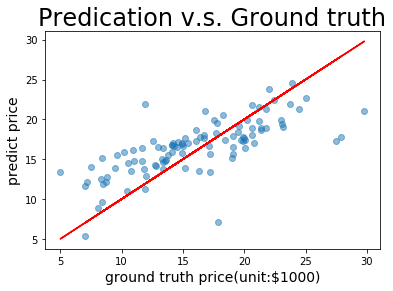 Predication v.s. Ground truth
predict price
30
25
20
15
10
5
5 10 15 20 25 30
ground truth price(unit:$1000)